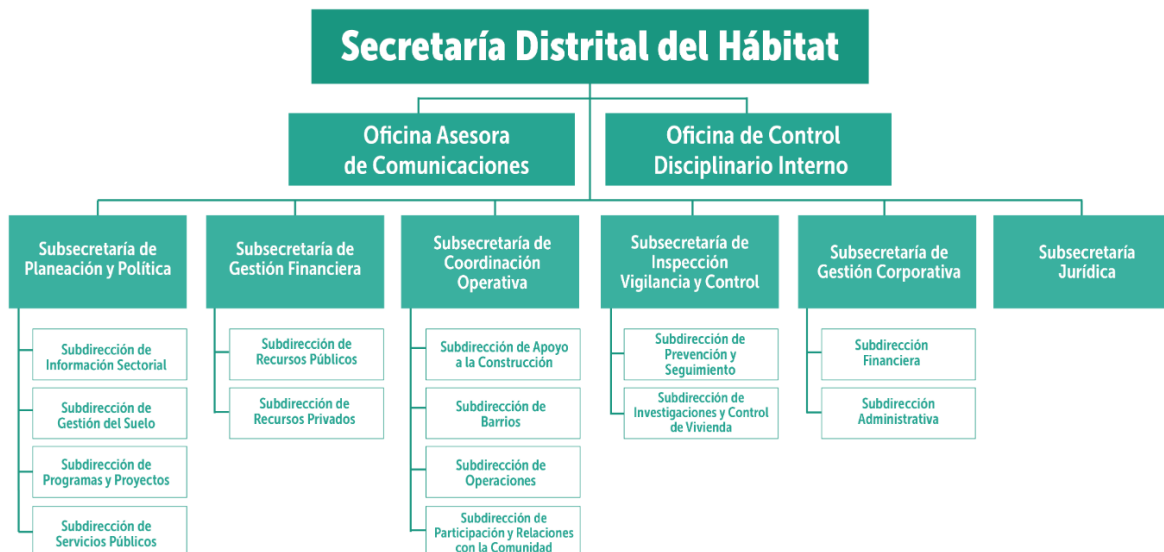 Secretaría Distrital del Hábitat
Oficina Asesora
de Comunicaciones
Oficina de Control
Disciplinario Interno
Subsecretaría de
Planeación y Política
Subdirección de
Información Sectorial
Subdirección de
Gestión del Suelo
Subdirección de
Programas y Proyectos
Subdirección de
Servicios Públicos
Subsecretaría de
Gestión Financiera
Subdirección de
Recursos Públicos
Subdirección de
Recursos Privados
Subsecretaría de
Coordinación
Operativa
Subdirección de Apoyo
a la Construcción
Subdirección de
Barrios
Subdirección de
Operaciones
Subdirección de
Participación y Relaciones
con la Comunidad
Subsecretaría de
Inspección
Vigilancia y Control
Subdirección de
Prevención y
Seguimiento
Subdirección de
Investigaciones y Control
de Vivienda
Subsecretaría de
Gestión Corporativa
Subdirección
Financiera
Subdirección
Administrativa
Subsecretaría
Jurídica